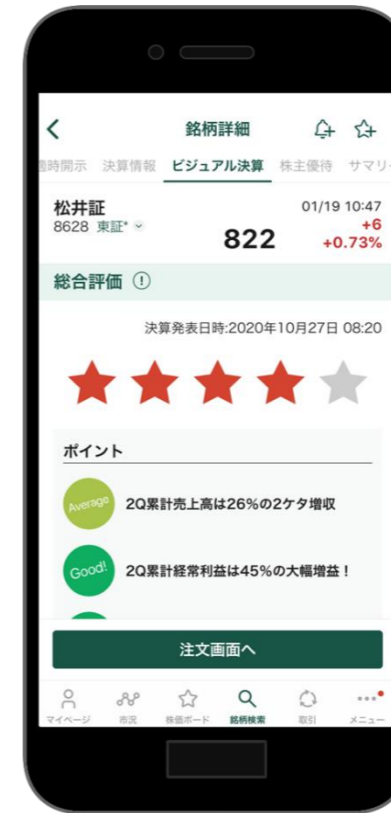 銘柄詳細
適時開示 決算情報 ビジュアル決算 株主優待 サマリー
松井証
8628 東証*
01/19 10:47
822
+6
+0.73%
総合評価
決算発表日時:2020年10月27日 08:20
ポイント
Average
2Q累計売上高は26%の2ケタ増収
Good!
2Q累計経常利益は45%の大幅増益！
注文画面へ
マイページ 市況 株価ボード 銘柄検索 取引 メニュー